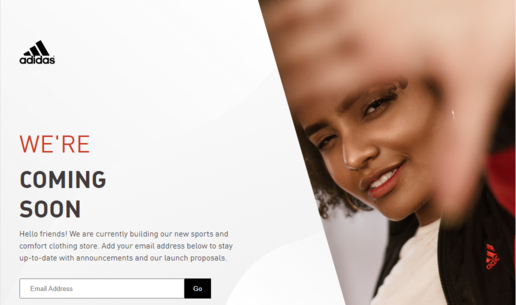 adidas
WE'RE
COMING
SOON
Hello friends! We are currently building our new sports and
comfort clothing store. Add your email address below to stay
up-to-date with announcements and our launch proposals.
Email Address
Go